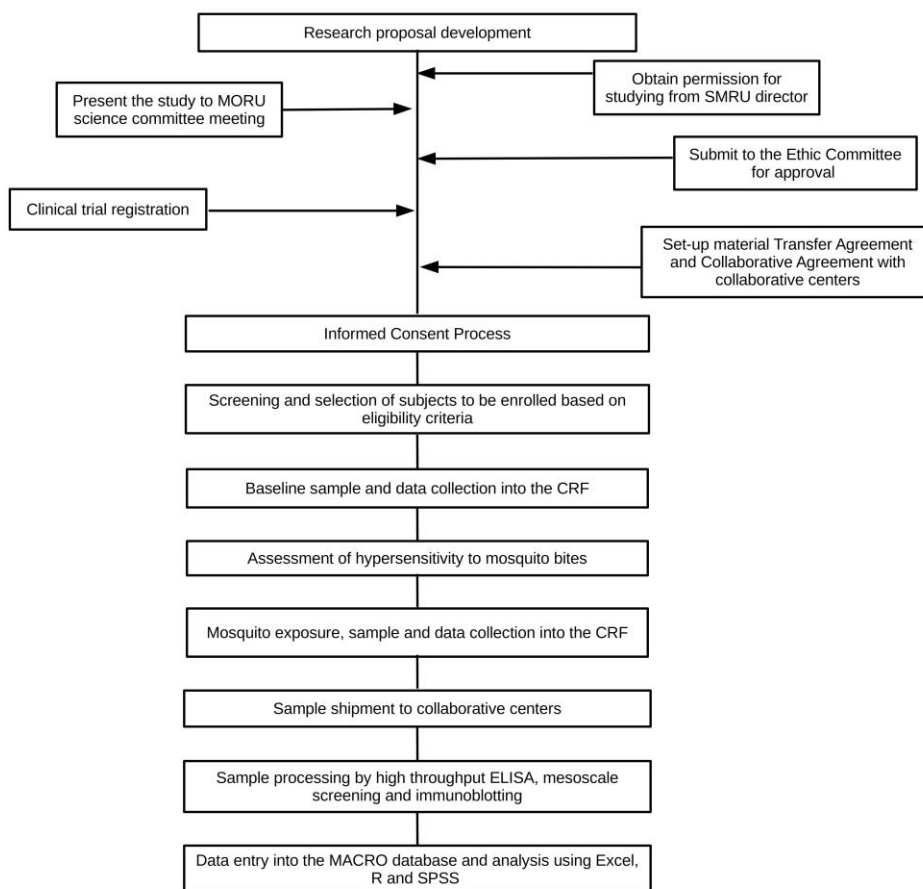 Research proposal development
Obtain permission for
studying from SMRU director
Present the study to MORU
science committee meeting
Submit to the Ethic Committee
for approval
Clinical trial registration
Set-up material Transfer Agreement
and Collaborative Agreement with
collaborative centers
Informed Consent Process
Screening and selection of subjects to be enrolled based on
eligibility criteria
Baseline sample and data collection into the CRF
Assessment of hypersensitivity to mosquito bites
Mosquito exposure, sample and data collection into the CRF
Sample shipment to collaborative centers
Sample processing by high throughput ELISA, mesoscale
screening and immunoblotting
Data entry into the MACRO database and analysis using Excel,
R and SPSS